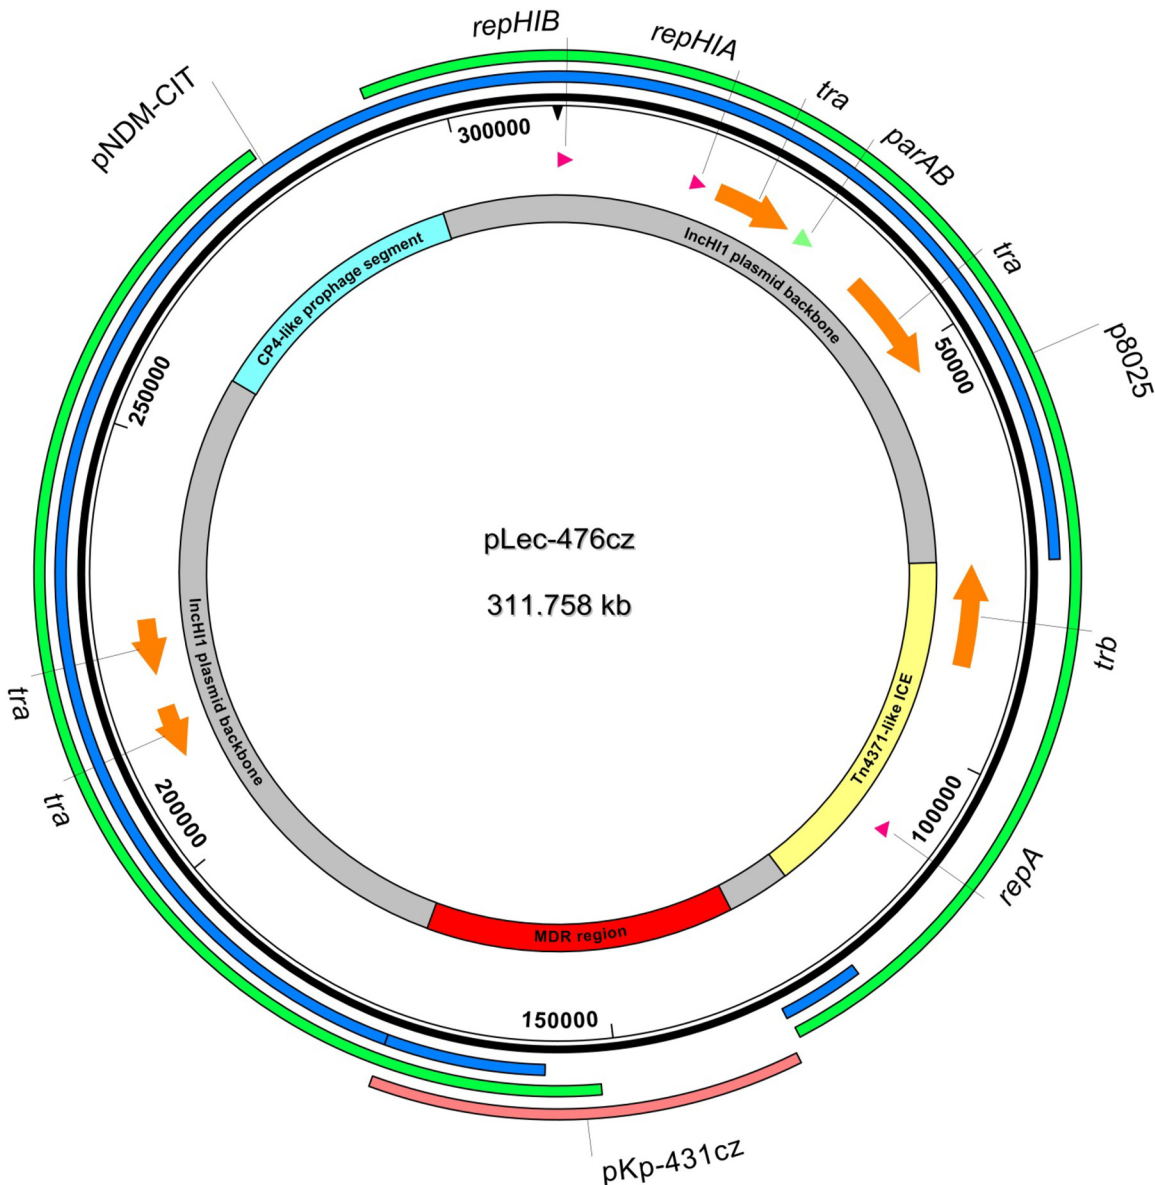 repHIB
repHIA
tra
parAB
pNDM-CIT
300000
IncHI1 plasmid backbone
tra
50000
p8025
CP4-like prophage segment
250000
pLec-476cz
311.758 kb
trb
Tn4371-like ICE
IncHI1 plasmid backbone
tra
tra
200000
100000
repA
MDR region
150000
pKp-431cz